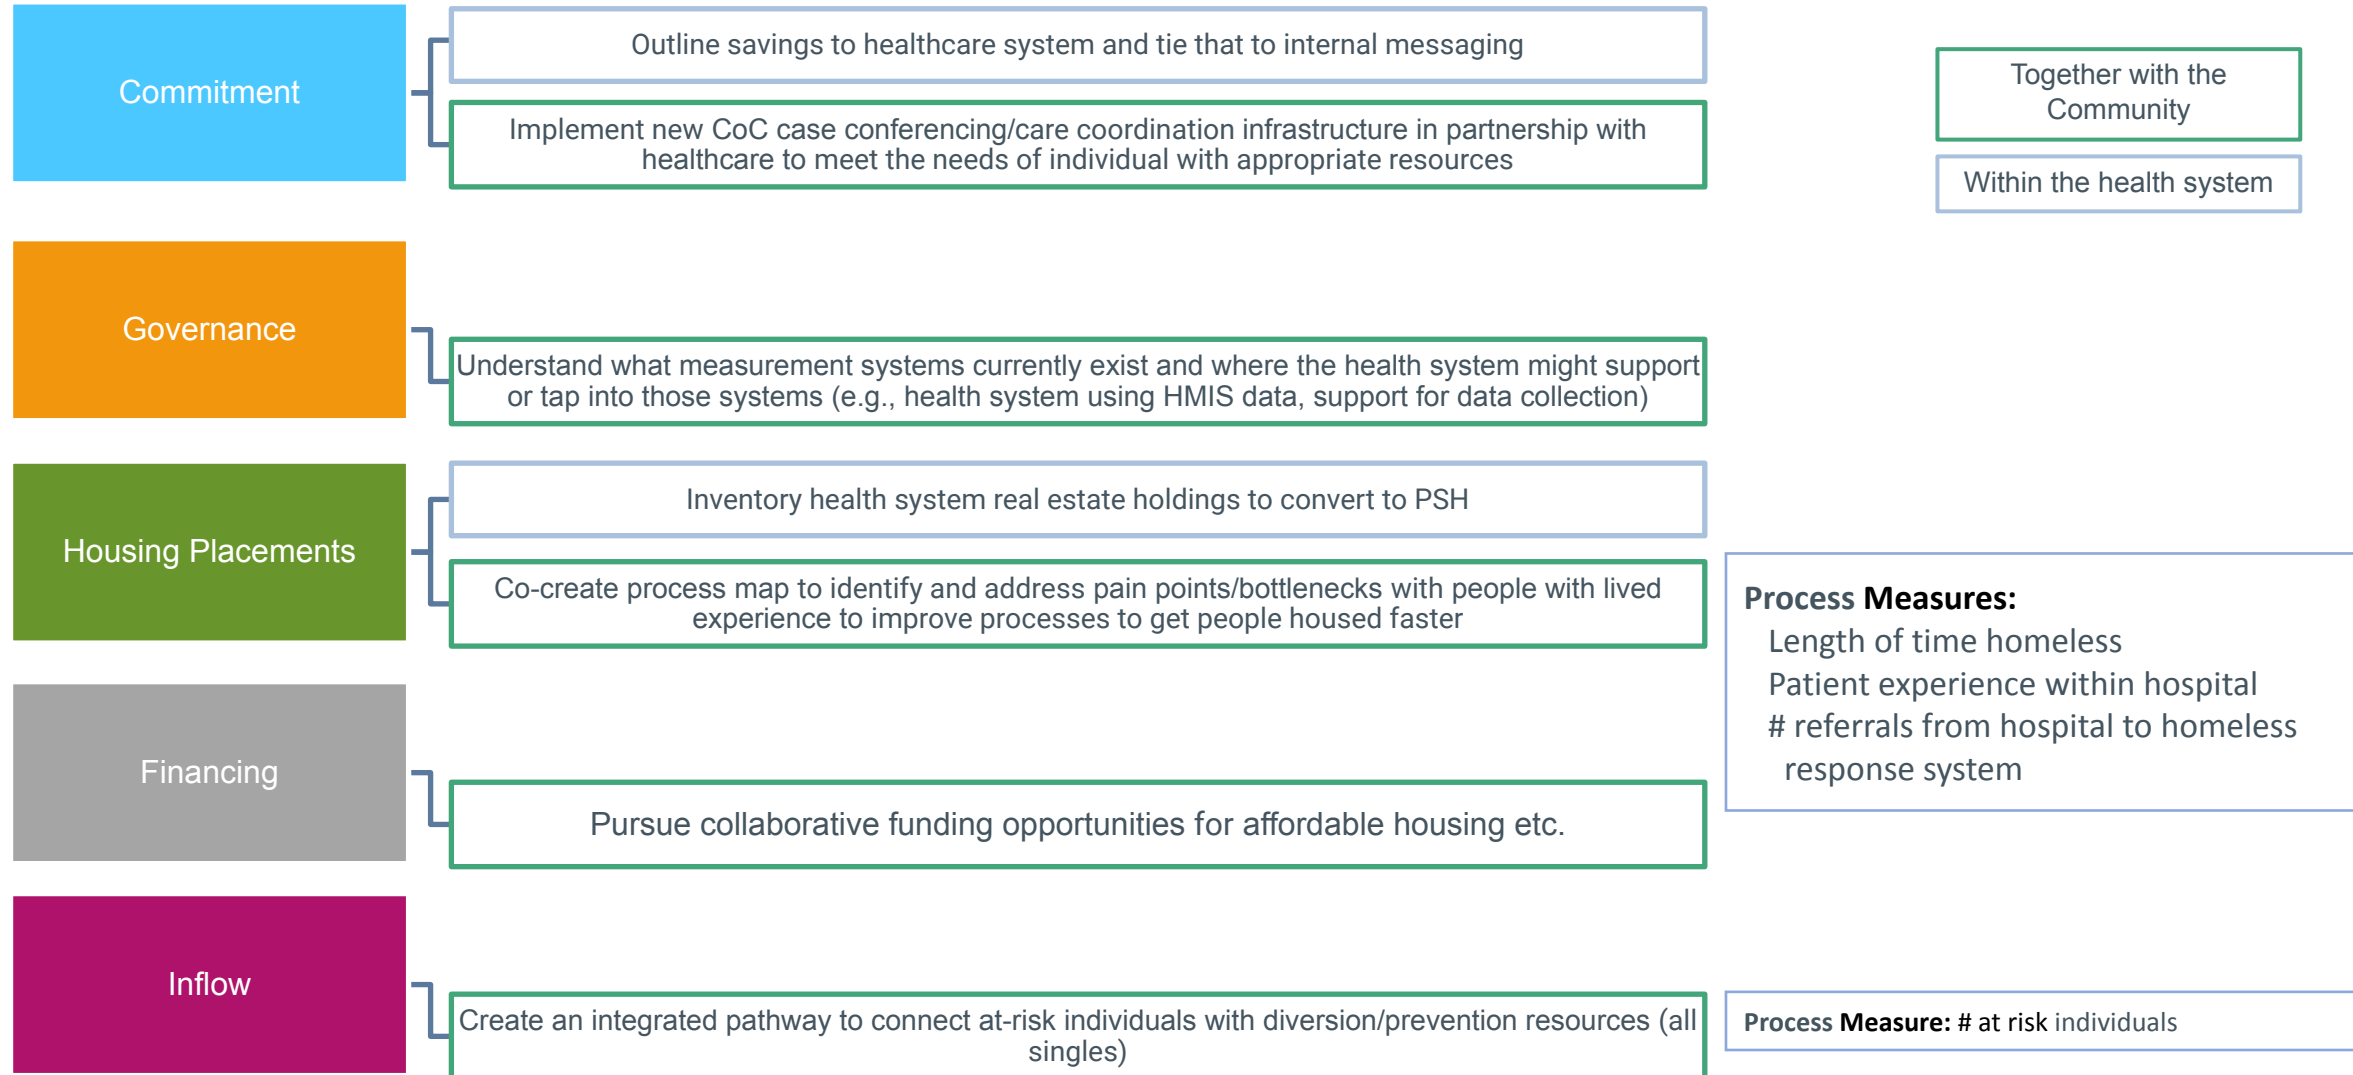 Commitment
Outline savings to healthcare system and tie that to internal messaging
Implement new CoC case conferencing/care coordination infrastructure in partnership with
healthcare to meet the needs of individual with appropriate resources
Together with the
Community
Within the health system
Governance
Understand what measurement systems currently exist and where the health system might support
or tap into those systems (e.g., health system using HMIS data, support for data collection)
Housing Placements
Inventory health system real estate holdings to convert to PSH
Co-create process map to identify and address pain points/bottlenecks with people with lived
experience to improve processes to get people housed faster
Process Measures:
Length of time homeless
Patient experience within hospital
# referrals from hospital to homeless
response system
Financing
Pursue collaborative funding opportunities for affordable housing etc.
Inflow
Create an integrated pathway to connect at-risk individuals with diversion/prevention resources (all
singles)
Process Measure: # at risk individuals